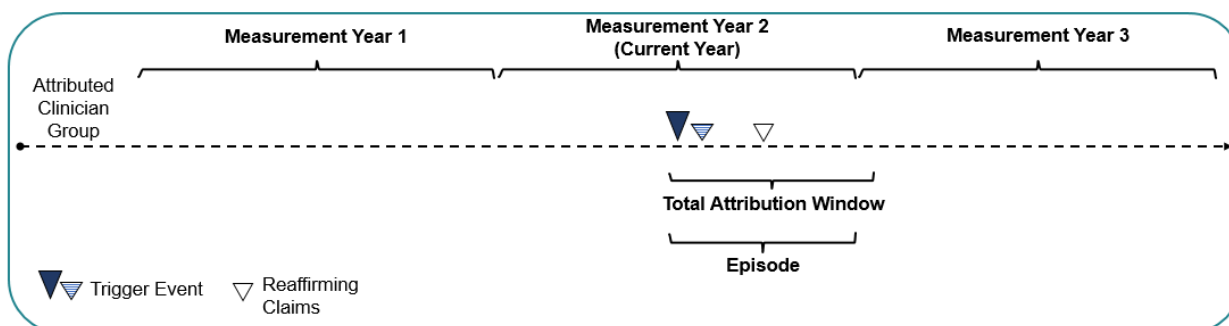 Measurement Year 1
Measurement Year 2
(Current Year)
Measurement Year 3
Attributed
Clinician
Group
Total Attribution Window
Episode
Trigger Event
Reaffirming
Claims